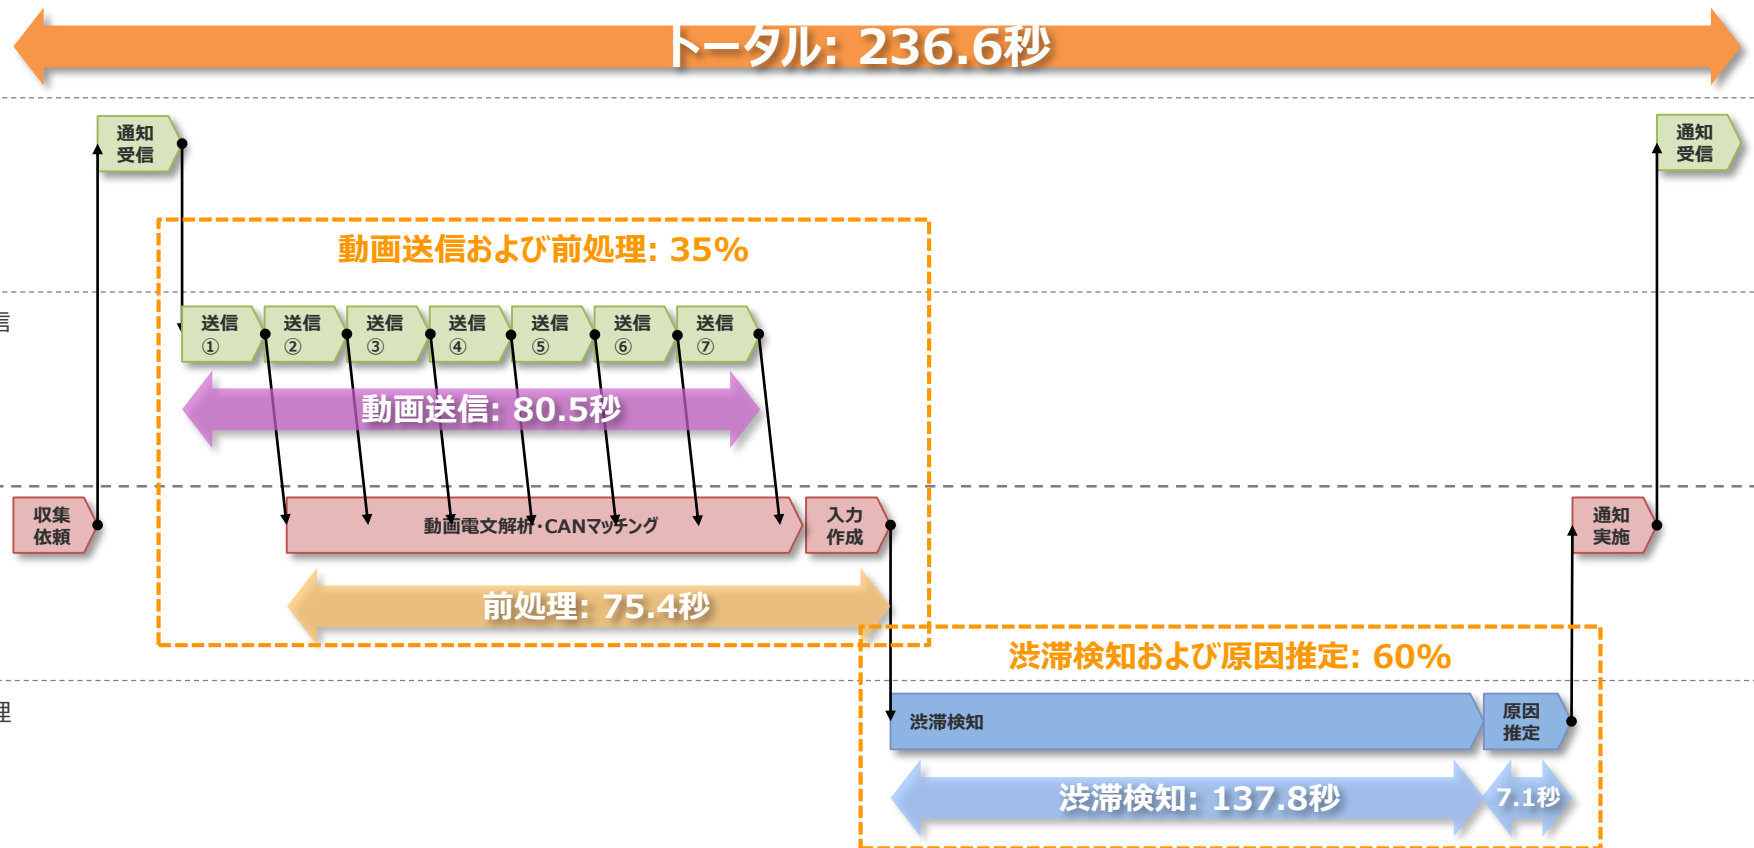 トータル: 236.6秒
通知
受信
通知
受信
動画送信および前処理: 35%
信
送信
①
送信
②
送信
③
送信
④
送信
⑤
送信
⑥
送信
⑦
動画送信: 80.5秒
収集
依頼
動画電文解析・CANマッチング
入力
作成
通知
実施
前処理: 75.4秒
渋滞検知および原因推定: 60%
理
渋滞検知
原因
推定
渋滞検知: 137.8秒
7.1秒